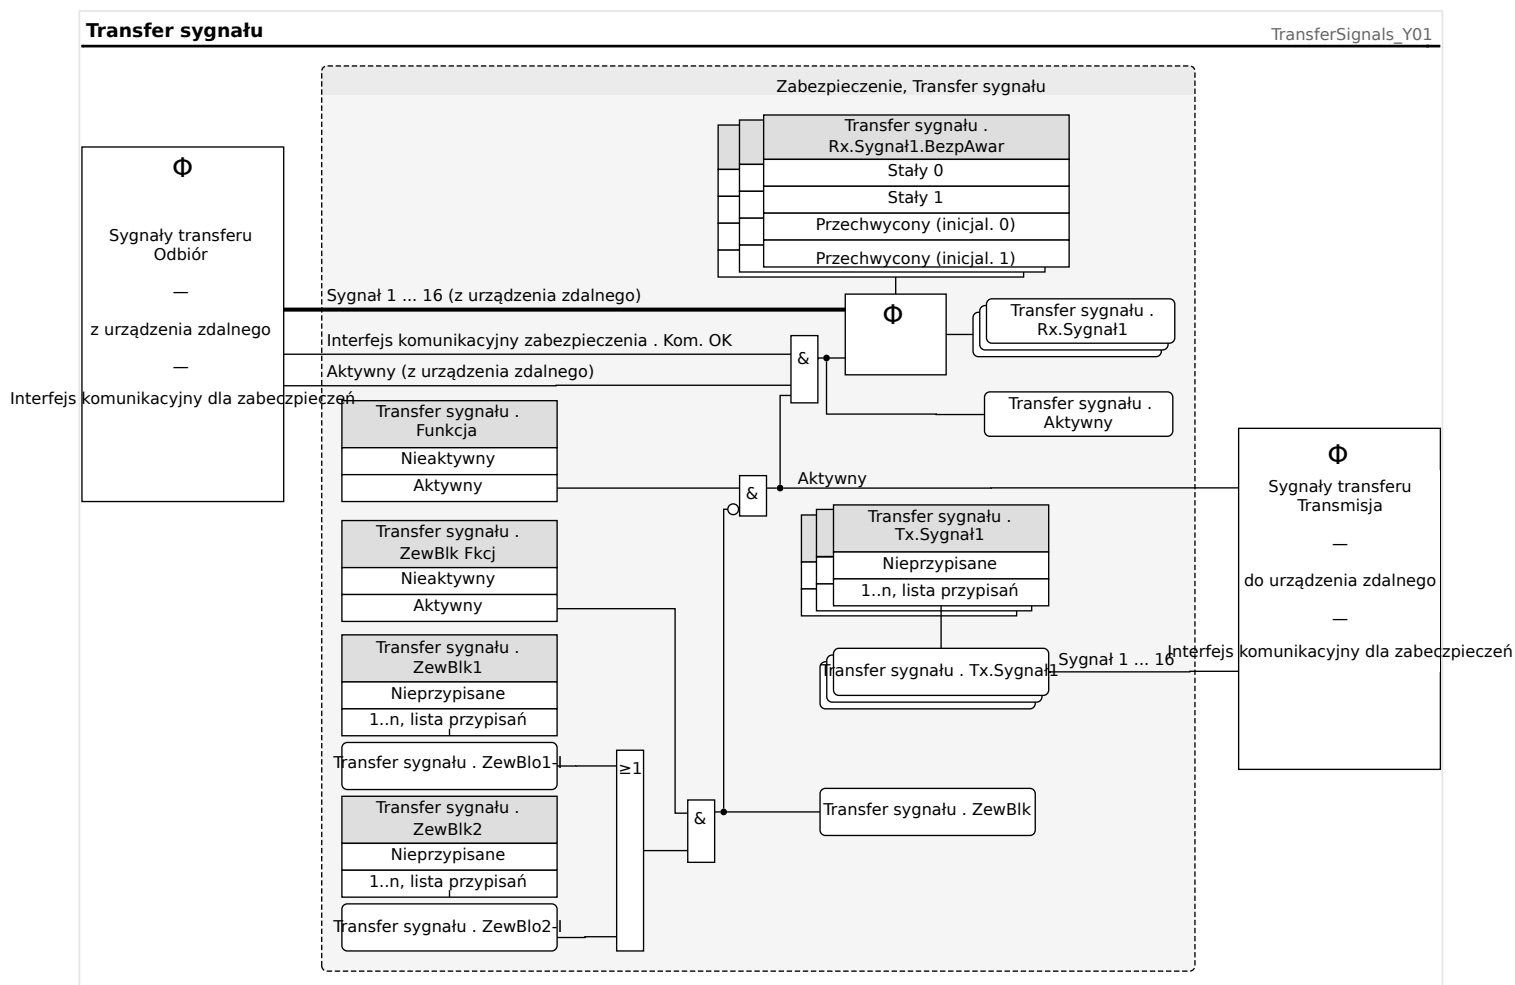 Transfer sygnału
TransferSignals_Y01
Zabezpieczenie, Transfer sygnału
Φ
Sygnały transferu
Odbiór
—
z urządzenia zdalnego
—
Interfejs komunikacyjny dla zabezpieczeń
Transfer sygnału .
Rx.Sygnał1.BezpAwar
Stały 0
Stały 1
Przechwycony (inicjal. 0)
Przechwycony (inicjal. 1)
Sygnał 1 ... 16 (z urządzenia zdalnego)
Interfejs komunikacyjny zabezpieczenia . Kom. OK
Aktywny (z urządzenia zdalnego)
&
Φ
Transfer sygnału .
Rx.Sygnał1
Transfer sygnału .
Aktywny
Transfer sygnału .
Funkcja
Nieaktywny
Aktywny
&
Aktywny
Transfer sygnału .
ZewBlk Fkcj
Nieaktywny
Aktywny
Transfer sygnału .
Tx.Sygnał1
Nieprzypisane
1..n, lista przypisań
Transfer sygnału . Tx.Sygnał1
Sygnał 1 ... 16
Φ
Sygnały transferu
Transmisja
—
do urządzenia zdalnego
—
Interfejs komunikacyjny dla zabezpieczeń
Transfer sygnału .
ZewBlk1
Nieprzypisane
1..n, lista przypisań
Transfer sygnału . ZewBlo1-I
≥1
&
Transfer sygnału . ZewBlk
Transfer sygnału .
ZewBlk2
Nieprzypisane
1..n, lista przypisań
Transfer sygnału . ZewBlo2-I